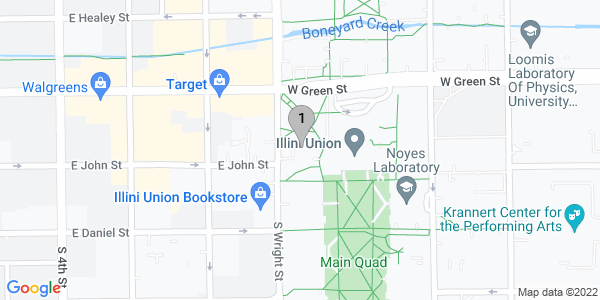 E Healey St
Boneyard Creek
Loomis
Laboratory
Of Physics,
University...
Walgreens
Target
W Green St
W Green St
1
Illini Union
Noyes
Laboratory
E John St
E John St
Illini Union Bookstore
Krannert Center for
the Performing Arts
E Daniel St
S 4th St
S Wright St
Main Quad
Google
Map data ©2022